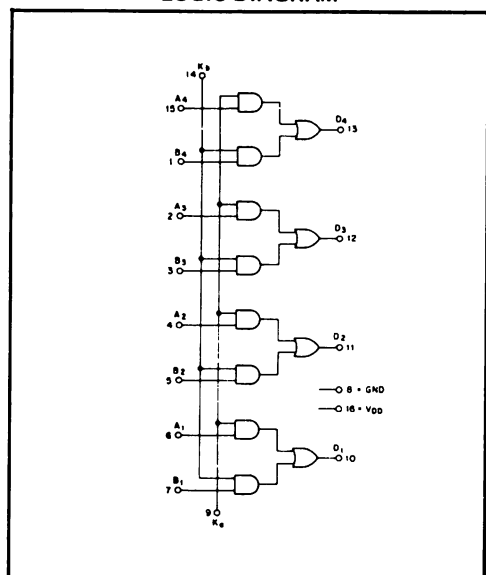 LOGIC DIAGRAM
Kb
14
A4
15
D4
13
B4
1
A3
2
D3
12
B3
3
A2
4
D2
11
B2
5
8 = GND
16 = VDD
A1
6
D1
10
B1
7
9
Ka